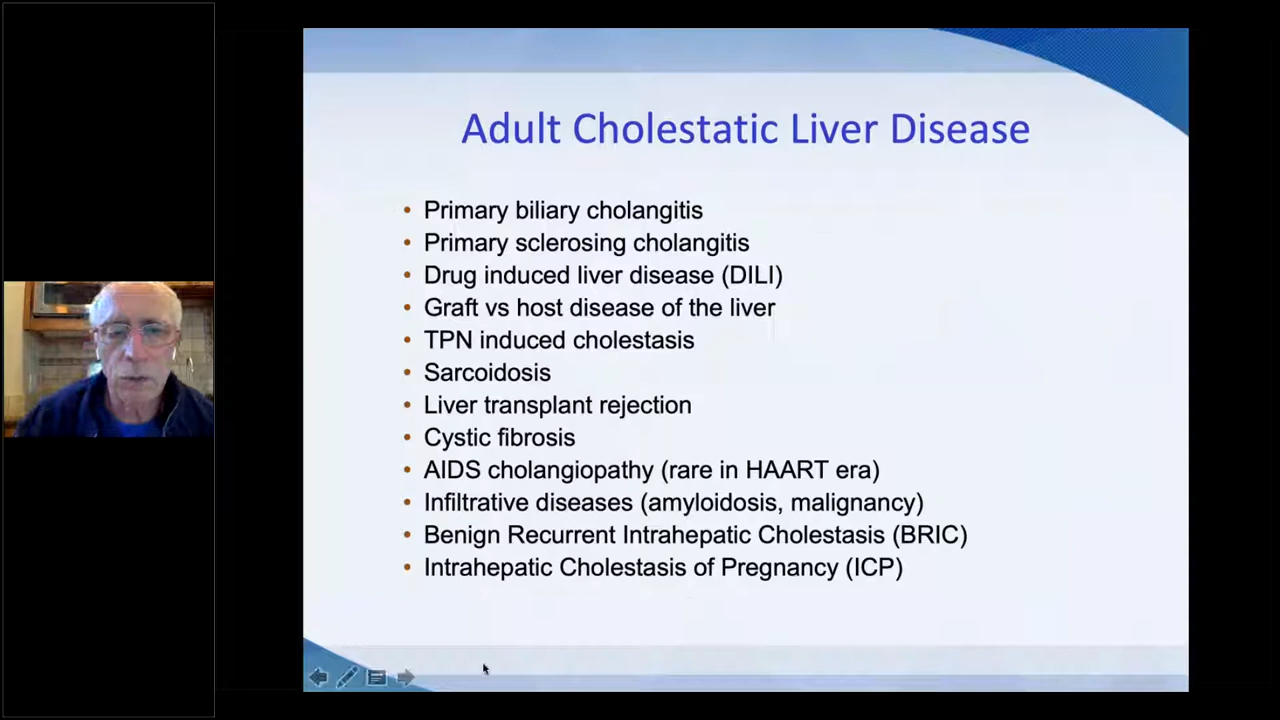 Adult Cholestatic Liver Disease
• Primary biliary cholangitis
• Primary sclerosing cholangitis
• Drug induced liver disease (DILI)
• Graft vs host disease of the liver
• TPN induced cholestasis
• Sarcoidosis
• Liver transplant rejection
• Cystic fibrosis
• AIDS cholangiopathy (rare in HAART era)
• Infiltrative diseases (amyloidosis, malignancy)
• Benign Recurrent Intrahepatic Cholestasis (BRIC)
• Intrahepatic Cholestasis of Pregnancy (ICP)